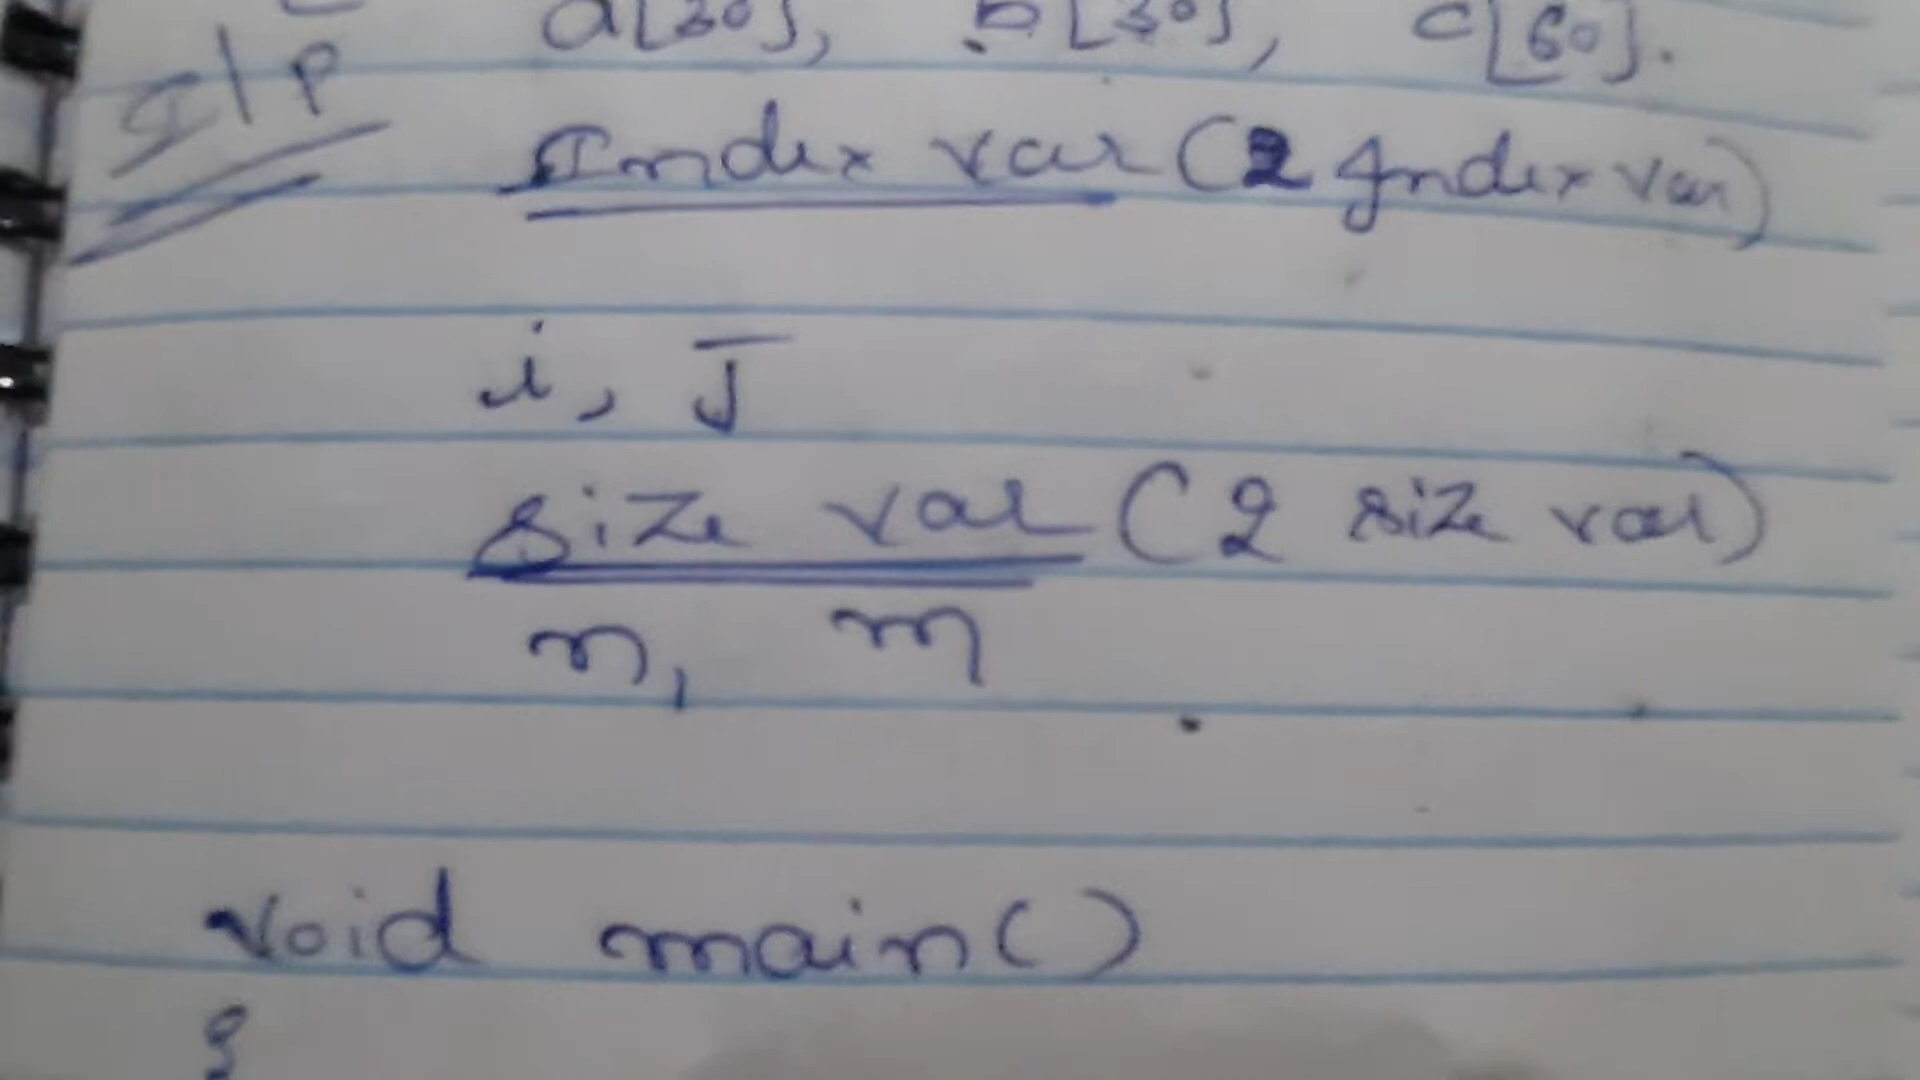 a[30], b[30], c[60].
I/p
Index var (2 Index var)
i, J
size var (2 size var)
n, m
void main()
{